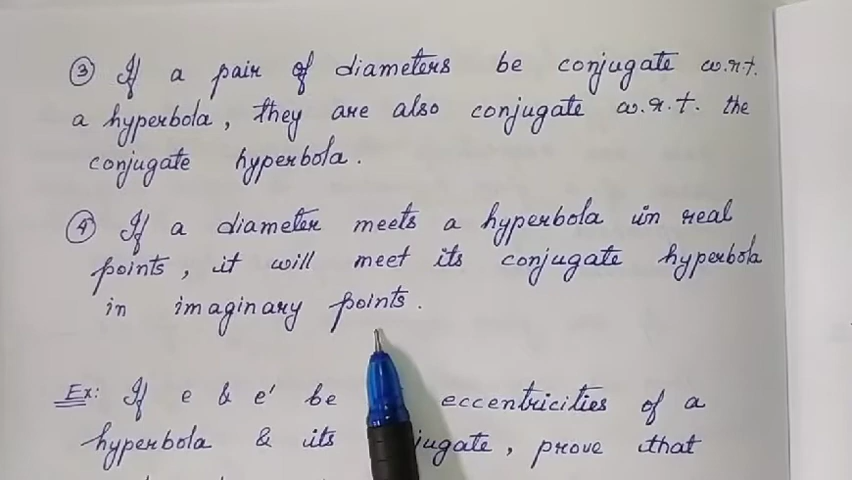 ③ If a pair of diameters be conjugate w.r.t.
a hyperbola, they are also conjugate w.r.t. the
conjugate hyperbola.
④ If a diameter meets a hyperbola in real
points, it will meet its conjugate hyperbola
in imaginary points.
Ex: If e & e' be eccentricities of a
hyperbola & its jugate, prove that